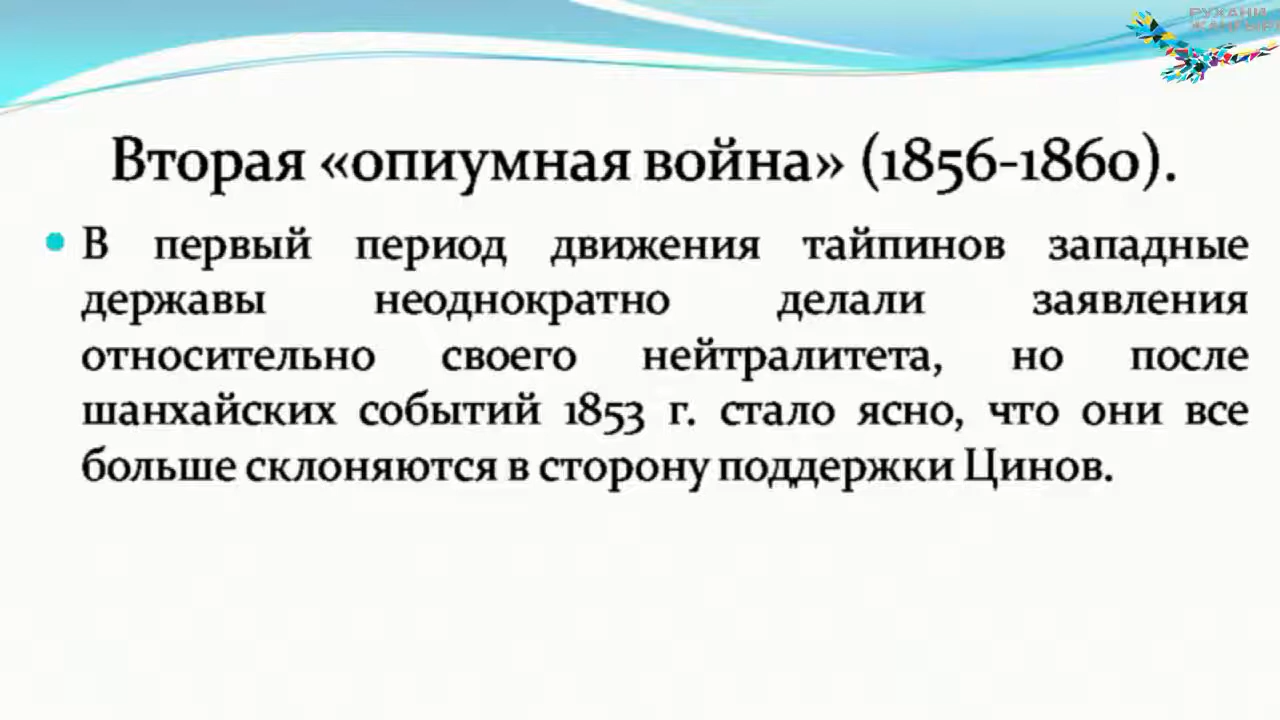 РУХАНИ
Вторая «опиумная война» (1856-1860).
В первый период движения тайпинов западные
державы неоднократно делали заявления
относительно своего нейтралитета, но после
шанхайских событий 1853 г. стало ясно, что они все
больше склоняются в сторону поддержки Цинов.